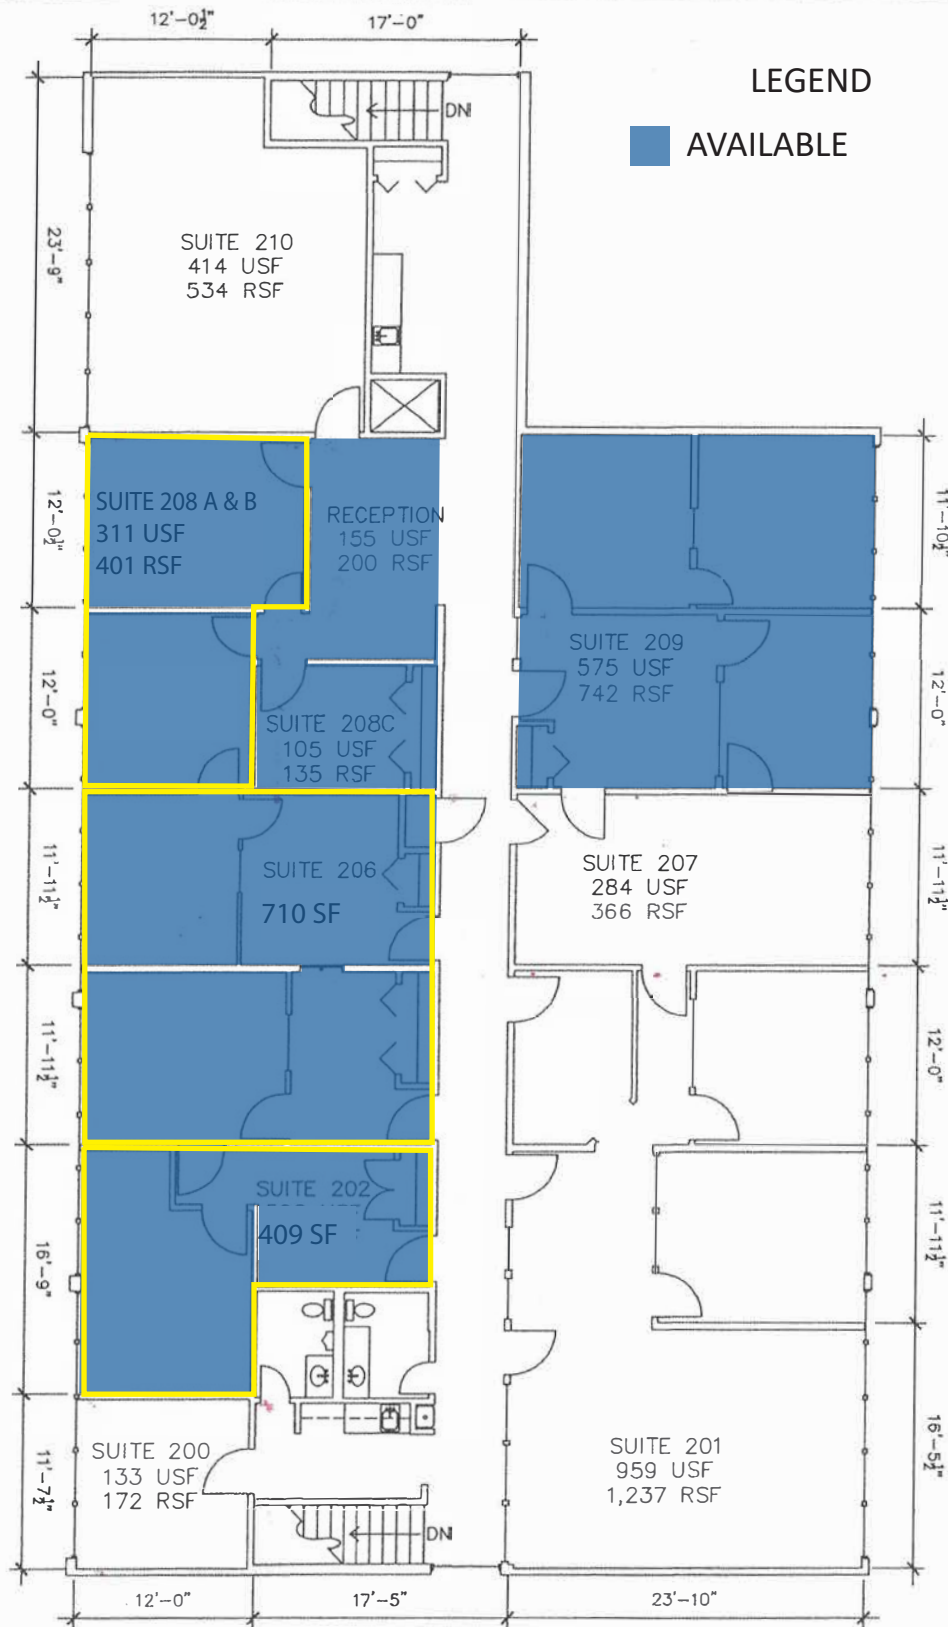 12'-0½"
17'-0"
LEGEND
AVAILABLE
DN
23'-9"
SUITE 210
414 USF
534 RSF
12'-0½"
SUITE 208 A & B
311 USF
401 RSF
RECEPTION
155 USF
200 RSF
11'-10½"
12'-0"
SUITE 209
575 USF
742 RSF
12'-0"
SUITE 208C
105 USF
135 RSF
11'-11½"
SUITE 206
710 SF
SUITE 207
284 USF
366 RSF
11'-11½"
11'-11½"
12'-0"
SUITE 202
409 SF
11'-11½"
16'-9"
SUITE 200
133 USF
172 RSF
11'-7½"
SUITE 201
959 USF
1,237 RSF
16'-5½"
DN
12'-0"
17'-5"
23'-10"